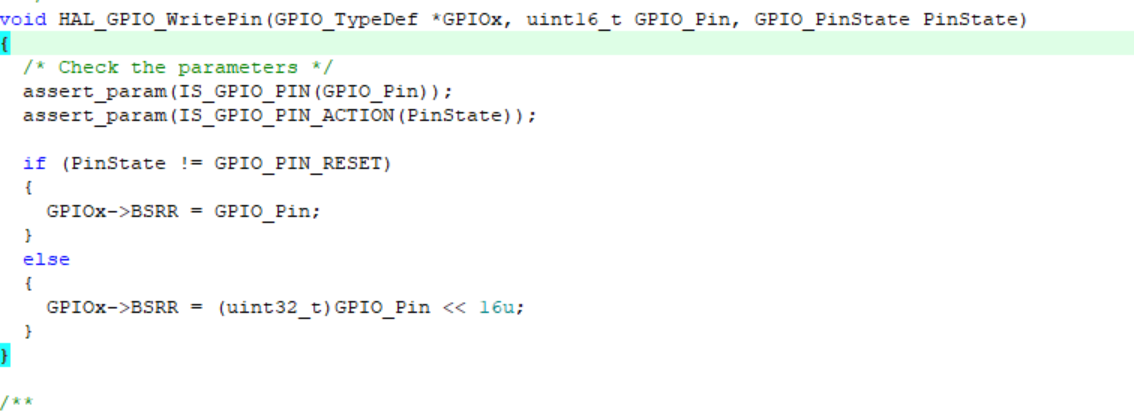 void HAL_GPIO_WritePin(GPIO_TypeDef *GPIOx, uint16_t GPIO_Pin, GPIO_PinState PinState)
{
  /* Check the parameters */
  assert_param(IS_GPIO_PIN(GPIO_Pin));
  assert_param(IS_GPIO_PIN_ACTION(PinState));

  if (PinState != GPIO_PIN_RESET)
  {
    GPIOx->BSRR = GPIO_Pin;
  }
  else
  {
    GPIOx->BSRR = (uint32_t)GPIO_Pin << 16u;
  }
}

/**